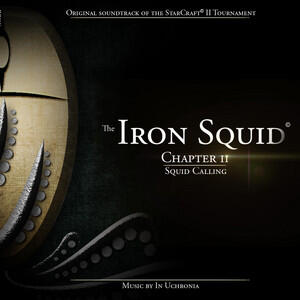 Original soundtrack of the StarCraft© II Tournament
The Iron Squid©
Chapter II
Squid Calling
Music by In Uchronia